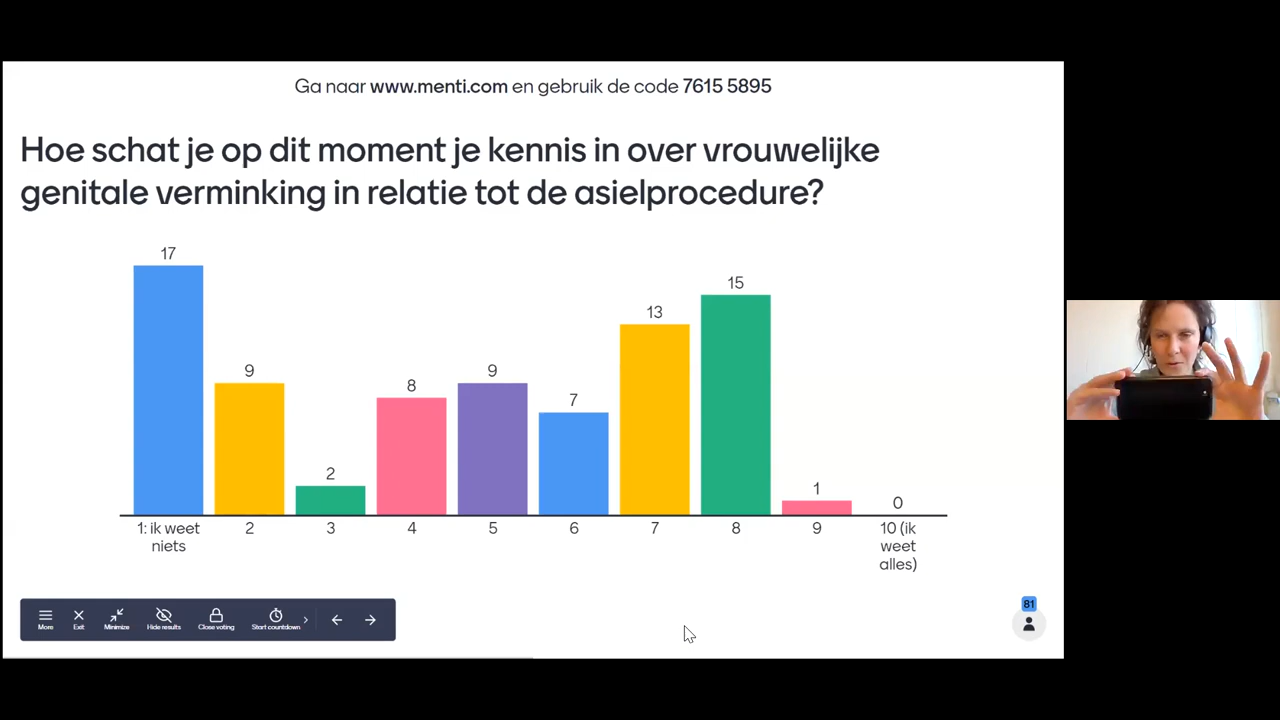 Ga naar www.menti.com en gebruik de code 7615 5895
Hoe schat je op dit moment je kennis in over vrouwelijke
genitale verminking in relatie tot de asielprocedure?
17
9
2
8
9
7
13
15
1
0
1: ik weet
niets
2
3
4
5
6
7
8
9
10 (ik
weet
alles)
More
Exit
Minimize
Hide results
Close voting
Start countdown
81